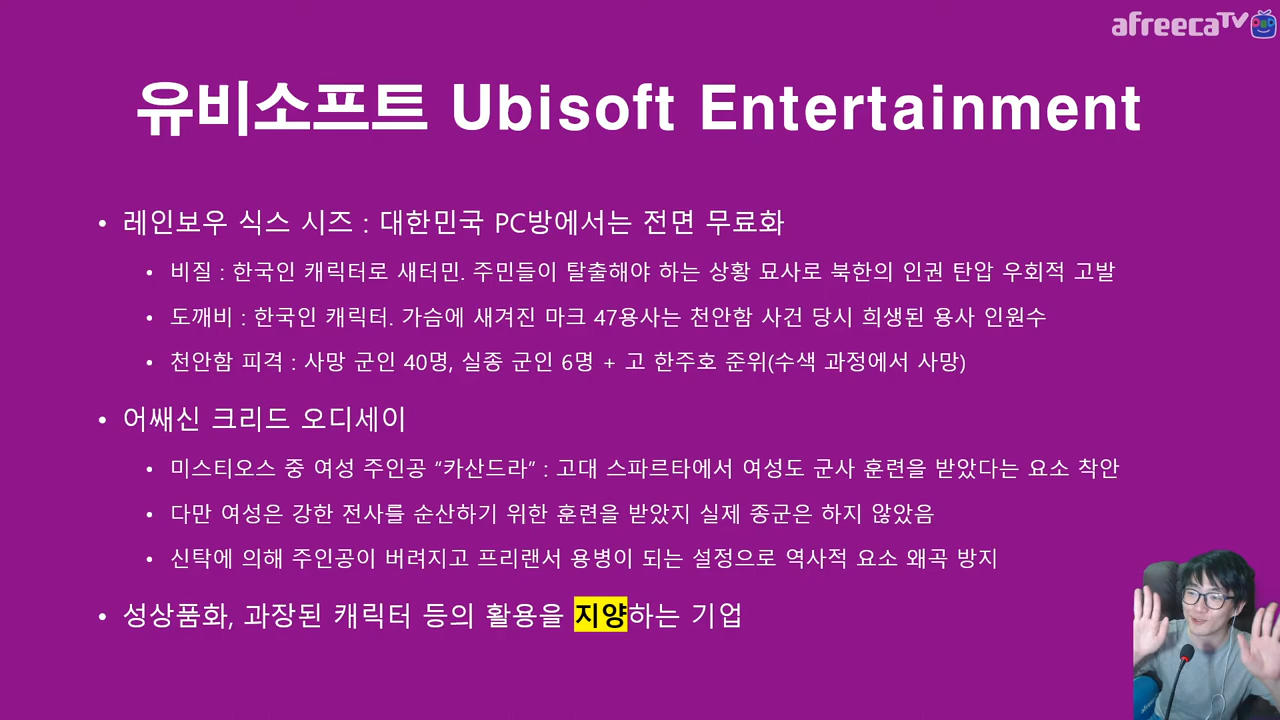 afreecaTV
유비소프트 Ubisoft Entertainment
• 레인보우 식스 시즈 : 대한민국 PC방에서는 전면 무료화
• 비질 : 한국인 캐릭터로 새터민. 주민들이 탈출해야 하는 상황 묘사로 북한의 인권 탄압 우회적 고발
• 도깨비 : 한국인 캐릭터. 가슴에 새겨진 마크 47용사는 천안함 사건 당시 희생된 용사 인원수
• 천안함 피격 : 사망 군인 40명, 실종 군인 6명 + 고 한주호 준위(수색 과정에서 사망)
• 어쌔신 크리드 오디세이
• 미스티오스 중 여성 주인공 “카산드라” : 고대 스파르타에서 여성도 군사 훈련을 받았다는 요소 착안
• 다만 여성은 강한 전사를 순산하기 위한 훈련을 받았지 실제 종군은 하지 않았음
• 신탁에 의해 주인공이 버려지고 프리랜서 용병이 되는 설정으로 역사적 요소 왜곡 방지
• 성상품화, 과장된 캐릭터 등의 활용을 지양하는 기업